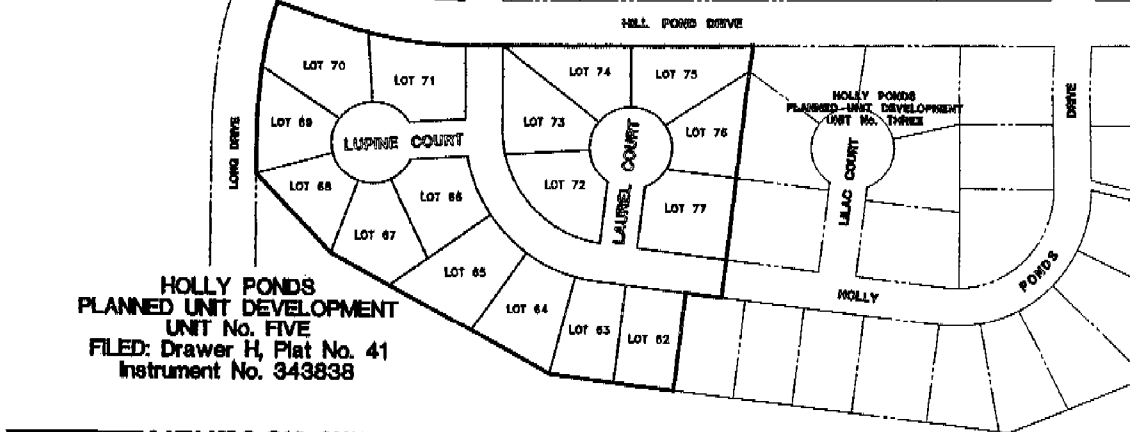 HILL POND DRIVE
LOT 70
LOT 71
LOT 74
LOT 75
HOLLY PONDS
PLANNED UNIT DEVELOPMENT
UNIT No. THREE
DRIVE
LOT 69
LOT 73
LOT 76
LUPINE COURT
LONG DRIVE
LAUREL COURT
LILAC COURT
LOT 68
LOT 66
LOT 72
LOT 77
LOT 67
LOT 65
LOT 64
LOT 63
LOT 62
HOLLY
PONDS
HOLLY PONDS
PLANNED UNIT DEVELOPMENT
UNIT No. FIVE
FILED: Drawer H, Plat No. 41
Instrument No. 343838